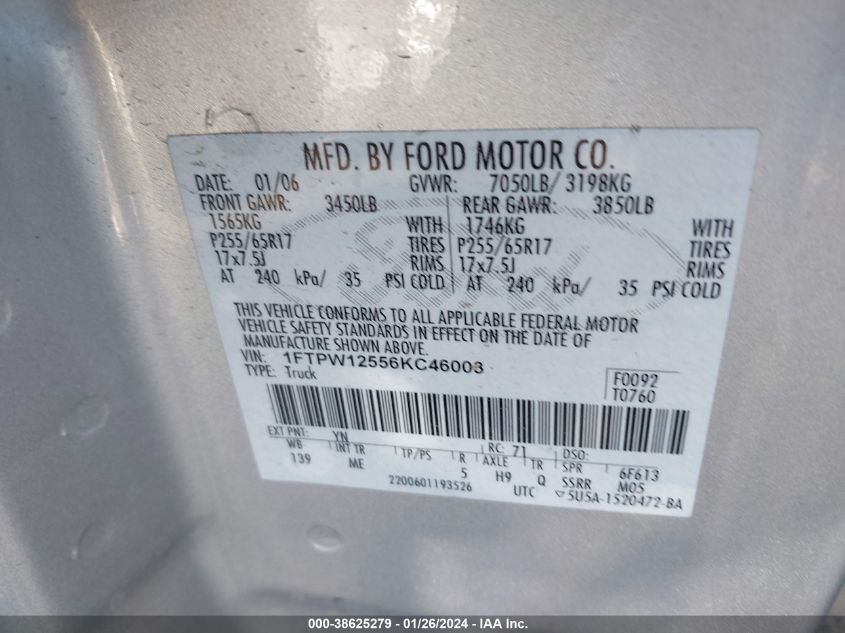 MFD. BY FORD MOTOR CO.
DATE: 01/06 GVWR: 7050LB/ 3198KG
FRONT GAWR: 3450LB REAR GAWR: 3850LB
1565KG WITH 1746KG WITH
P255/65R17 TIRES P255/65R17 TIRES
17x7.5J RIMS 17x7.5J RIMS
AT 240 kPa/ 35 PSI COLD AT 240 kPa/ 35 PSI COLD
THIS VEHICLE CONFORMS TO ALL APPLICABLE FEDERAL MOTOR
VEHICLE SAFETY STANDARDS IN EFFECT ON THE DATE OF
MANUFACTURE SHOWN ABOVE.
VIN: 1FTPW12556KC46003
TYPE: Truck
F0092
T0760
EXT PNT: YN RC: 71 DSO:
WB INT TR TP/PS R AXLE TR SPR 6F613
139 ME 5 H9 Q SSRR M05
2200601193526 UTC ▽5U5A-1520472-BA
000-38625279 - 01/26/2024 - IAA Inc.